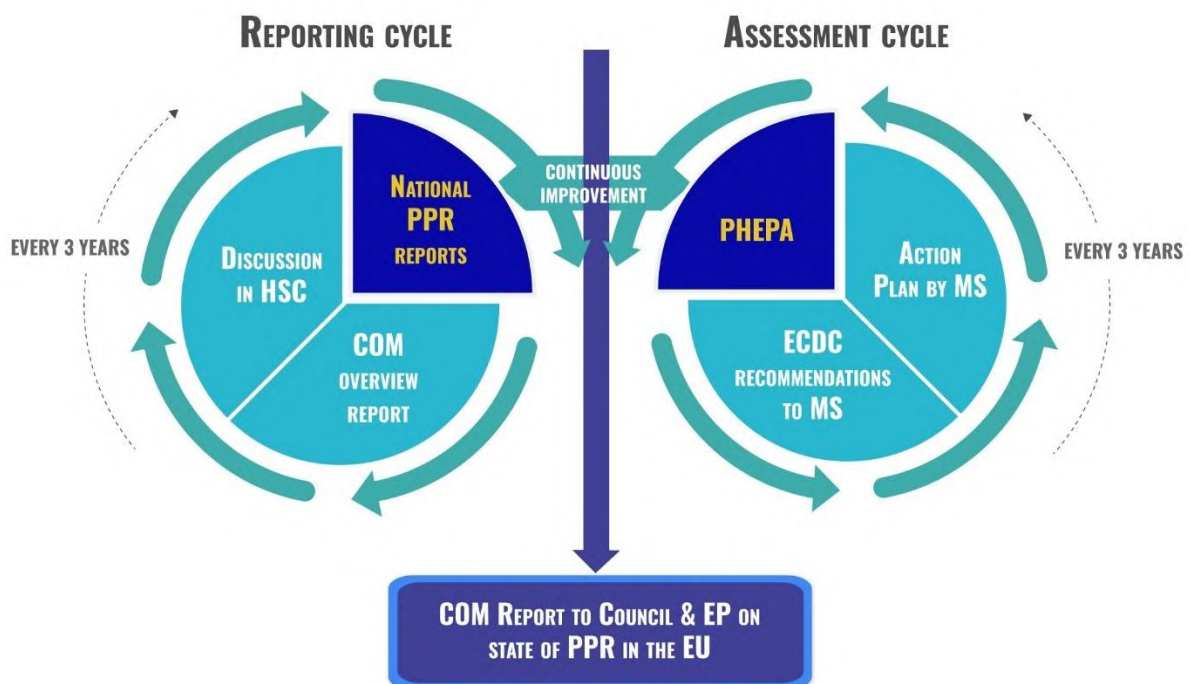 Reporting cycle
Assessment cycle
Continuous
improvement
National
PPR
reports
Discussion
in HSC
COM
overview
report
Every 3 years
PHEPA
Action
Plan by MS
ECDC
recommendations
to MS
Every 3 years
COM Report to Council & EP on
state of PPR in the EU